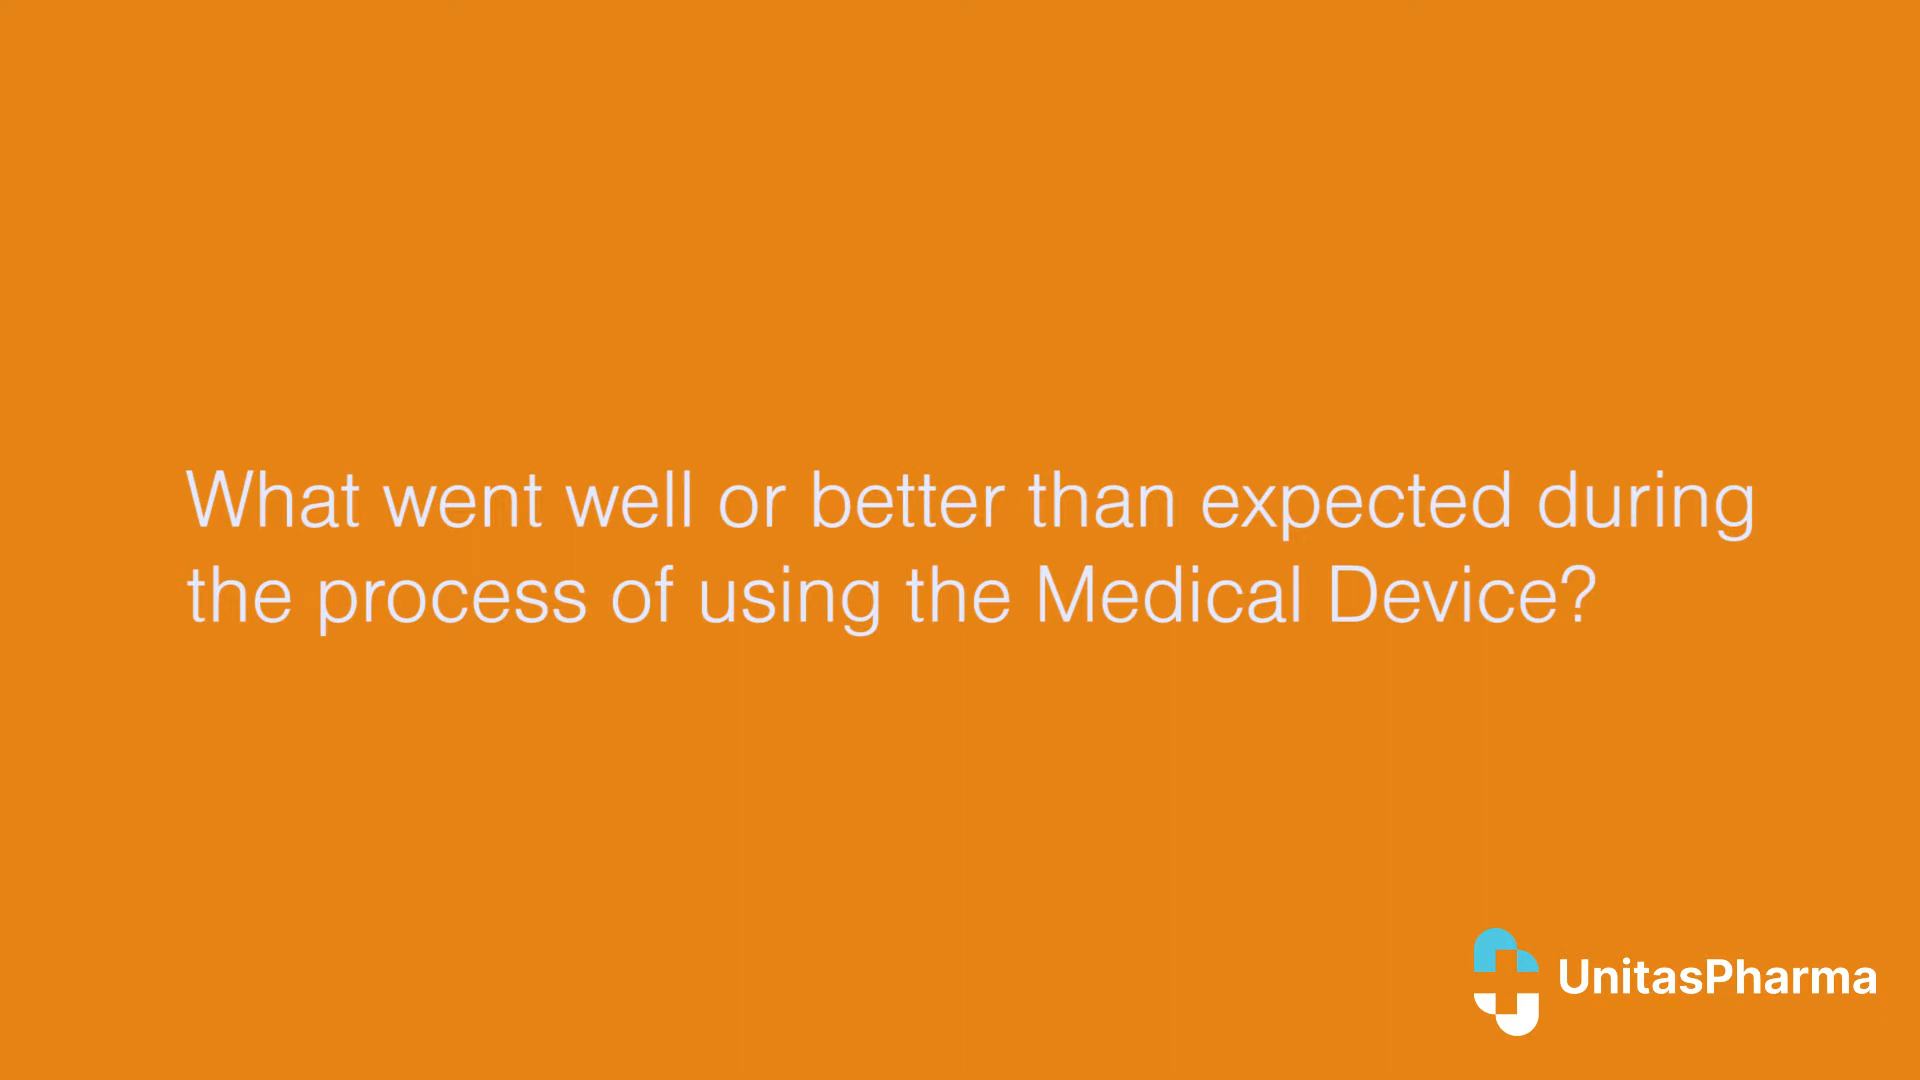 What went well or better than expected during
the process of using the Medical Device?
UnitasPharma